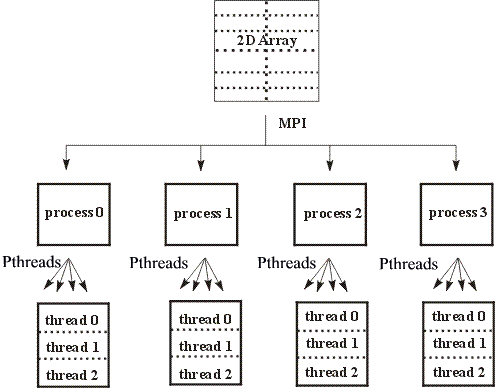 2D Array
MPI
process 0 process 1 process 2 process 3
Pthreads Pthreads Pthreads Pthreads
thread 0 thread 0 thread 0 thread 0
thread 1 thread 1 thread 1 thread 1
thread 2 thread 2 thread 2 thread 2